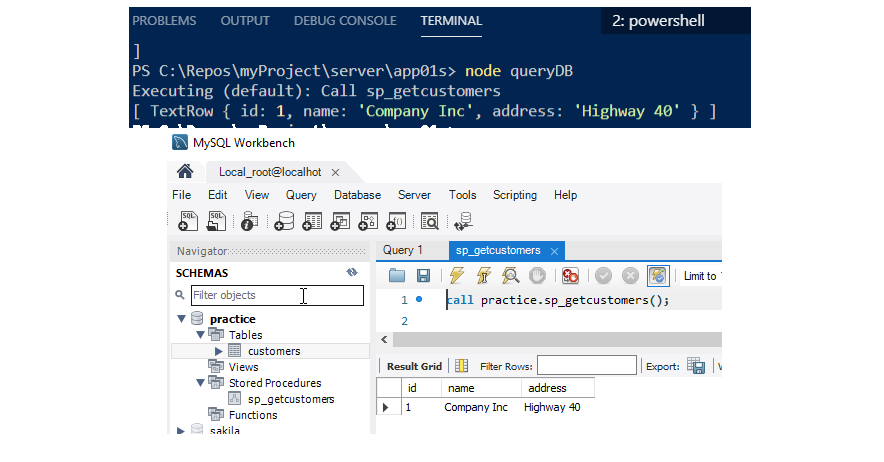 PROBLEMS OUTPUT DEBUG CONSOLE TERMINAL 2: powershell
]
PS C:\Repos\myProject\server\app01s> node queryDB
Executing (default): Call sp_getcustomers
[ TextRow { id: 1, name: 'Company Inc', address: 'Highway 40' } ]
MySQL Workbench
Local_root@localhot ×
File Edit View Query Database Server Tools Scripting Help
Navigator
SCHEMAS
Filter objects
practice
Tables
customers
Views
Stored Procedures
sp_getcustomers
Functions
sakila
Query 1 sp_getcustomers ×
Limit to
1 call practice.sp_getcustomers();
2
Result Grid Filter Rows: Export:
id name address
1 Company Inc Highway 40